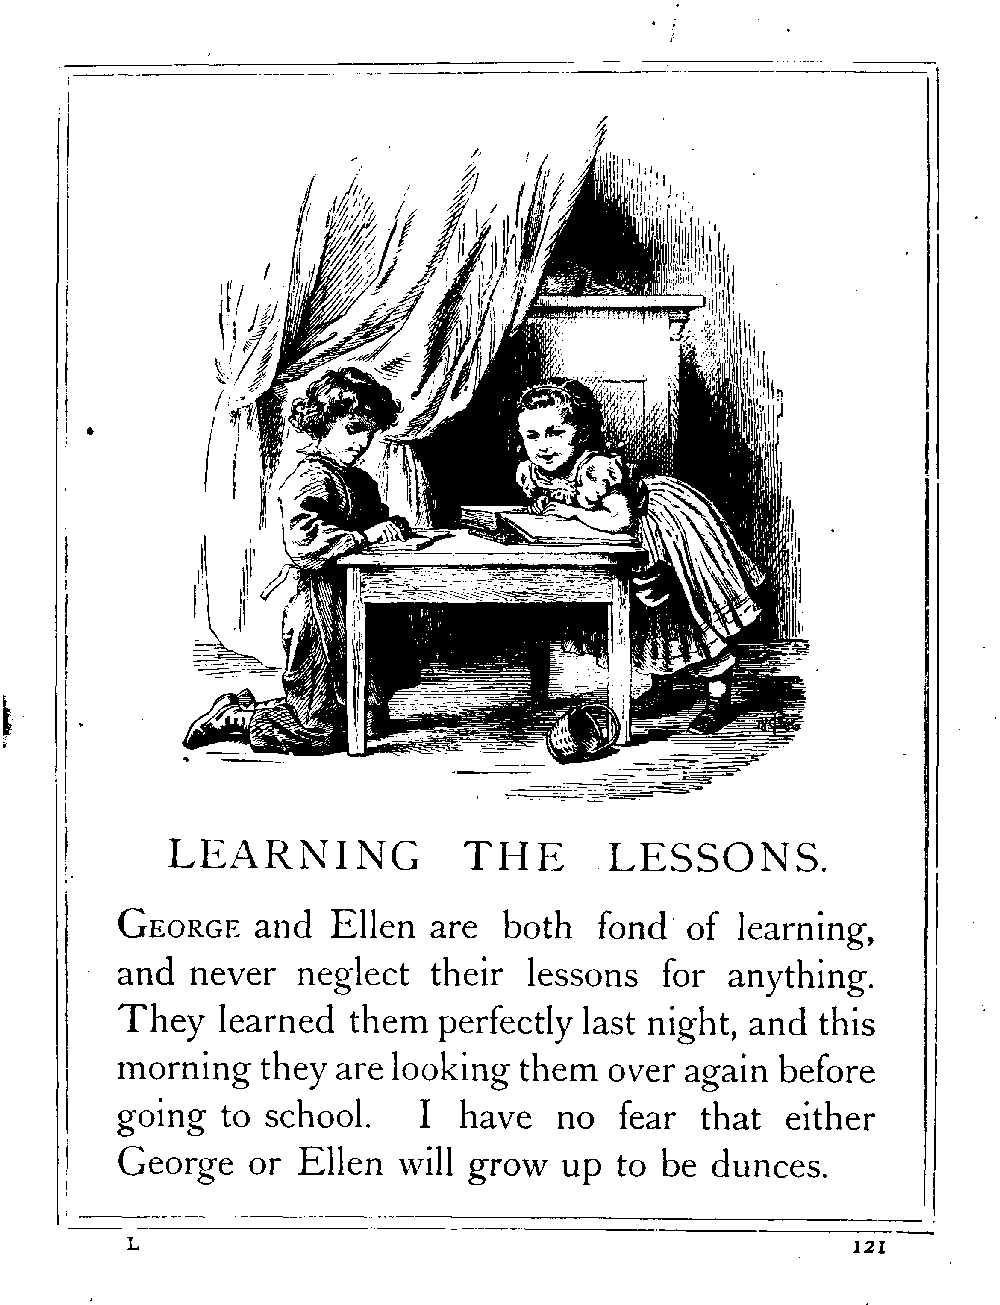 LEARNING THE LESSONS.
GEORGE and Ellen are both fond of learning,
and never neglect their lessons for anything.
They learned them perfectly last night, and this
morning they are looking them over again before
going to school. I have no fear that either
George or Ellen will grow up to be dunces.
L 121